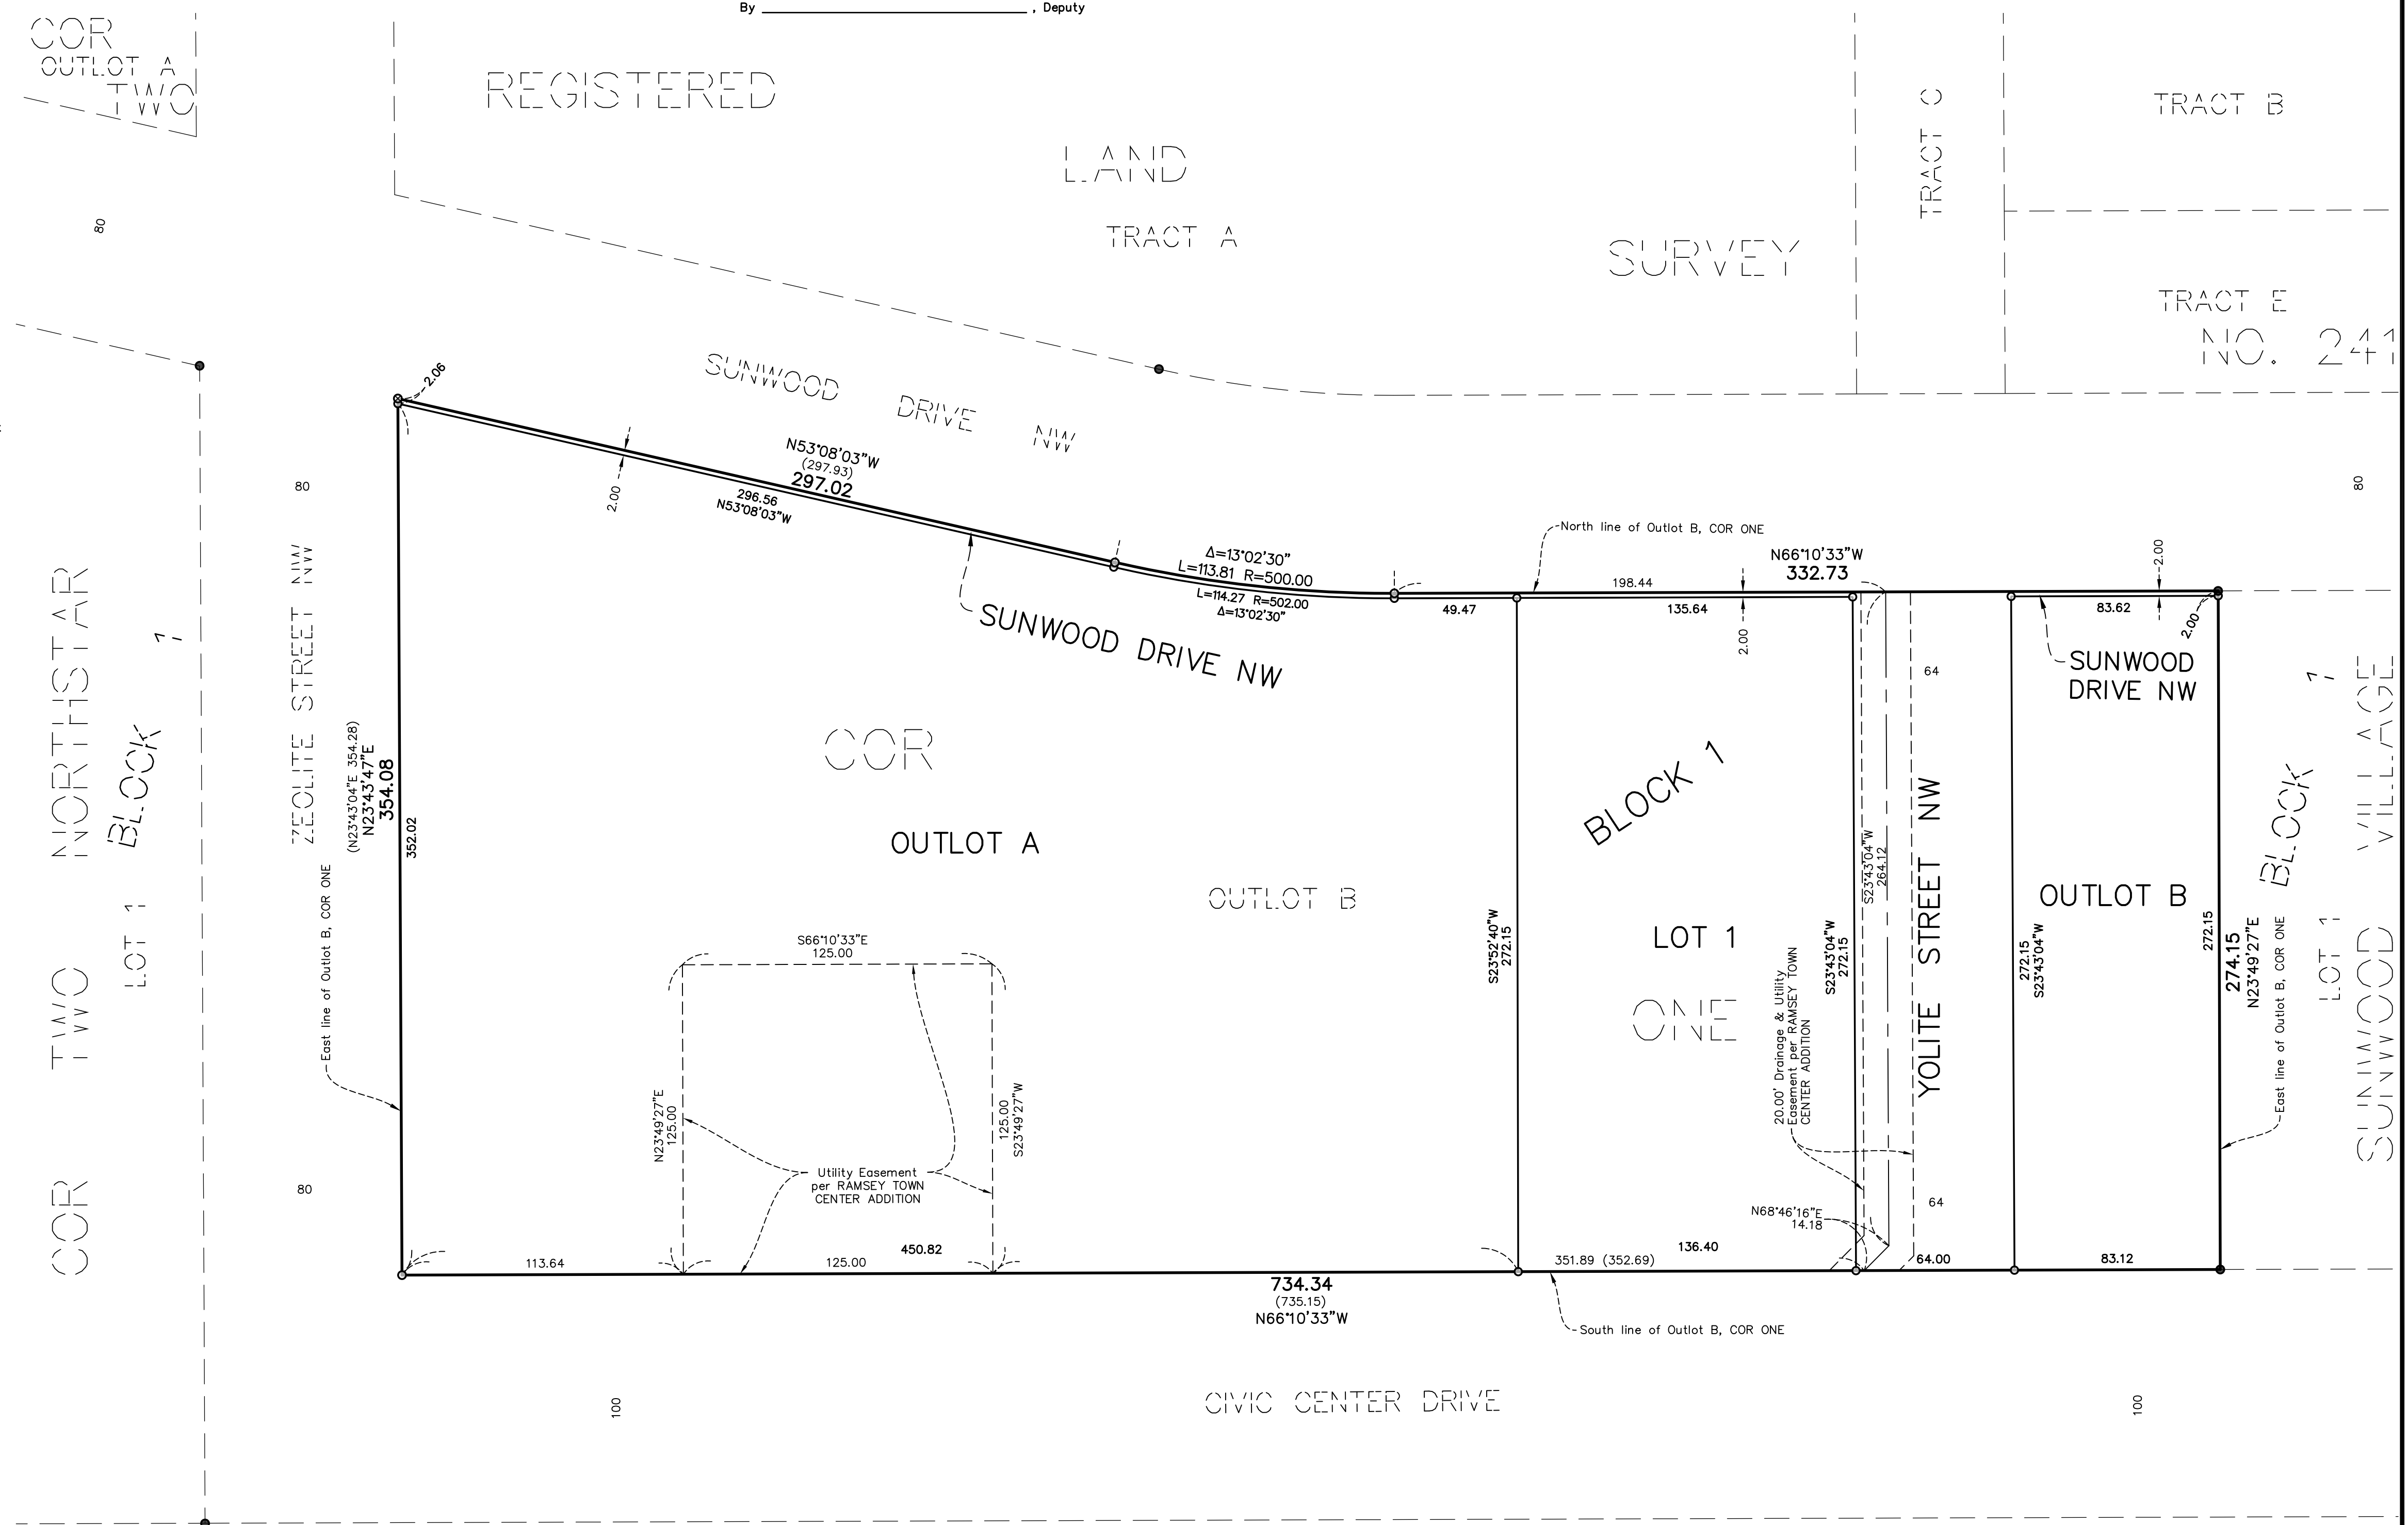 By ____________________ , Deputy
COR
OUTLOT A
TWO
REGISTERED
LAND
TRACT A
SURVEY
TRACT C
TRACT B
TRACT E
NO. 241
80
SUNWOOD DRIVE NW
2.06
80
80
N53°08'03"W
(297.93)
297.02
296.56
N53°08'03"W
2.00
Δ=13°02'30"
L=113.81 R=500.00
L=114.27 R=502.00
Δ=13°02'30"
North line of Outlot B, COR ONE
N66°10'33"W
332.73
198.44
49.47
135.64
2.00
2.00
83.62
2.00
SUNWOOD DRIVE NW
SUNWOOD
DRIVE NW
64
COR TWO NORTHSTAR
LOT 1 BLOCK 1
ZEOLITE STREET NW
(N23°43'04"E 354.28)
N23°43'47"E
354.08
352.02
East line of Outlot B, COR ONE
80
COR
OUTLOT A
OUTLOT B
BLOCK 1
LOT 1
ONE
S23°52'40"W
272.15
S23°43'04"W
272.15
S23°43'04"W
264.12
YOLITE STREET NW
20.00' Drainage & Utility
Easement per RAMSEY TOWN
CENTER ADDITION
OUTLOT B
272.15
S23°43'04"W
272.15
274.15
N23°49'27"E
East line of Outlot B, COR ONE
LOT 1 BLOCK 1
SUNWOOD VILLAGE
S66°10'33"E
125.00
N23°49'27"E
125.00
125.00
S23°49'27"W
Utility Easement
per RAMSEY TOWN
CENTER ADDITION
N68°46'16"E
14.18
64
113.64
125.00
450.82
351.89 (352.69)
136.40
64.00
83.12
734.34
(735.15)
N66°10'33"W
South line of Outlot B, COR ONE
100
CIVIC CENTER DRIVE
100